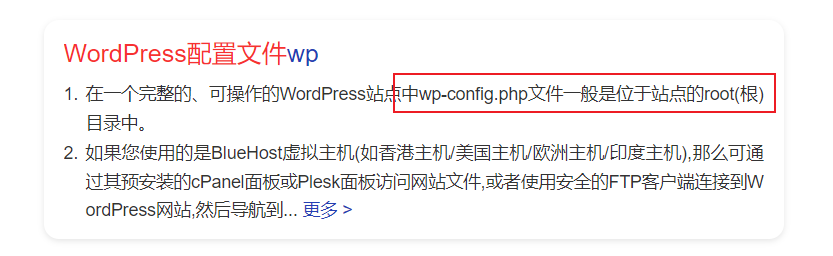 WordPress配置文件wp
1. 在一个完整的、可操作的WordPress站点中wp-config.php文件一般是位于站点的root(根)
目录中。
2. 如果您使用的是BlueHost虚拟主机(如香港主机/美国主机/欧洲主机/印度主机),那么可通
过其预安装的cPanel面板或Plesk面板访问网站文件,或者使用安全的FTP客户端连接到W
ordPress网站,然后导航到... 更多 >